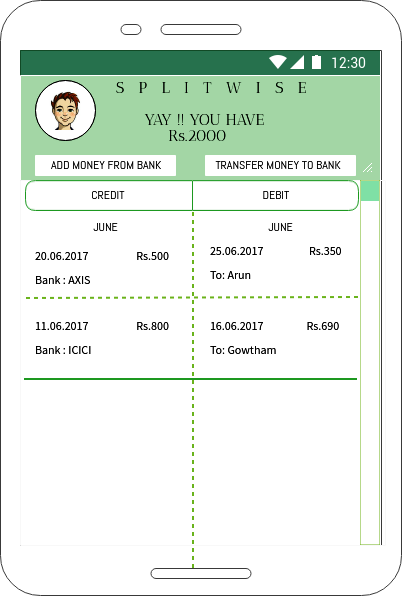 12:30
S P L I T W I S E
YAY !! YOU HAVE
Rs.2000
ADD MONEY FROM BANK
TRANSFER MONEY TO BANK
CREDIT
DEBIT
JUNE
20.06.2017 Rs.500
Bank : AXIS
11.06.2017 Rs.800
Bank : ICICI
JUNE
25.06.2017 Rs.350
To: Arun
16.06.2017 Rs.690
To: Gowtham